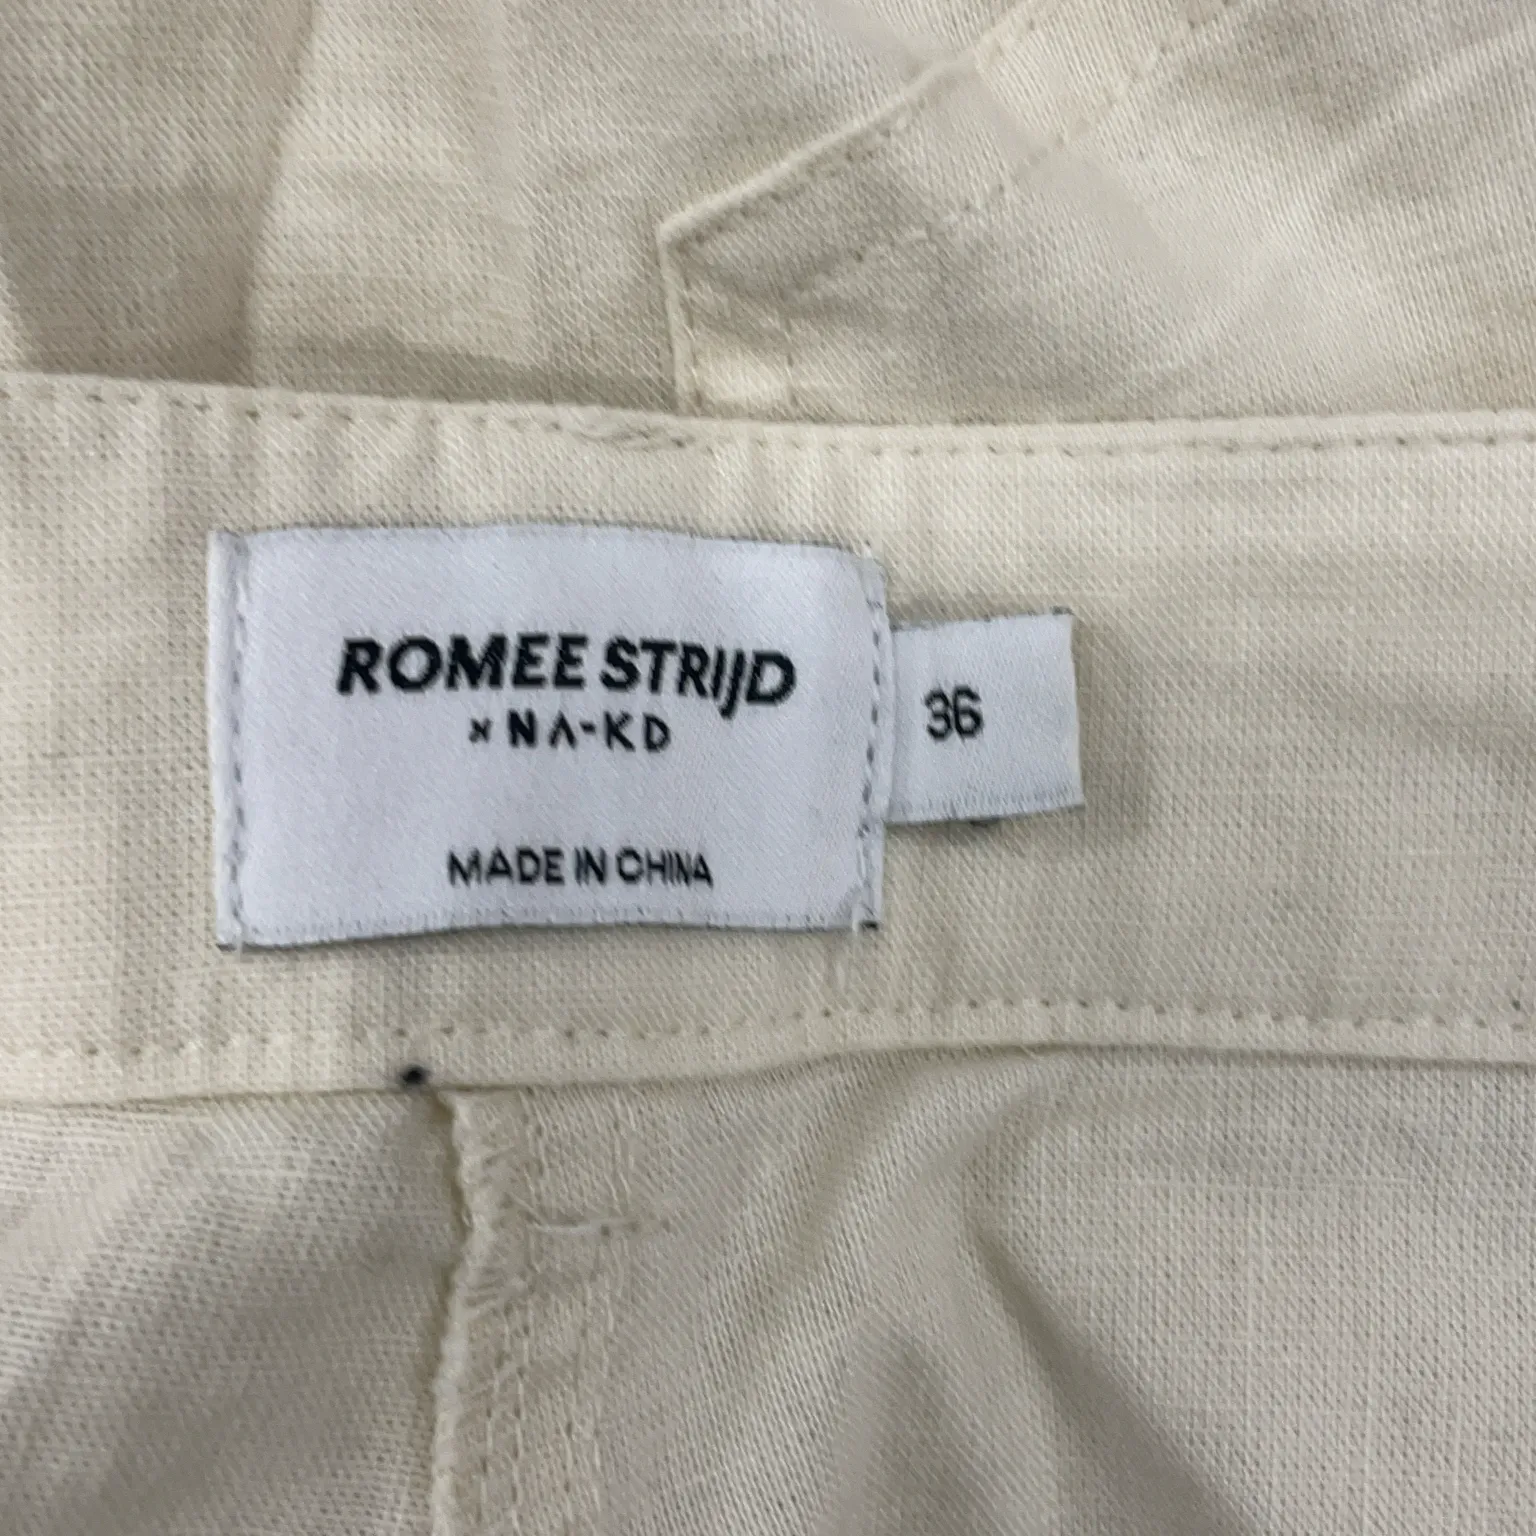 ROMEE STRIJD
× NA-KD
MADE IN CHINA
36